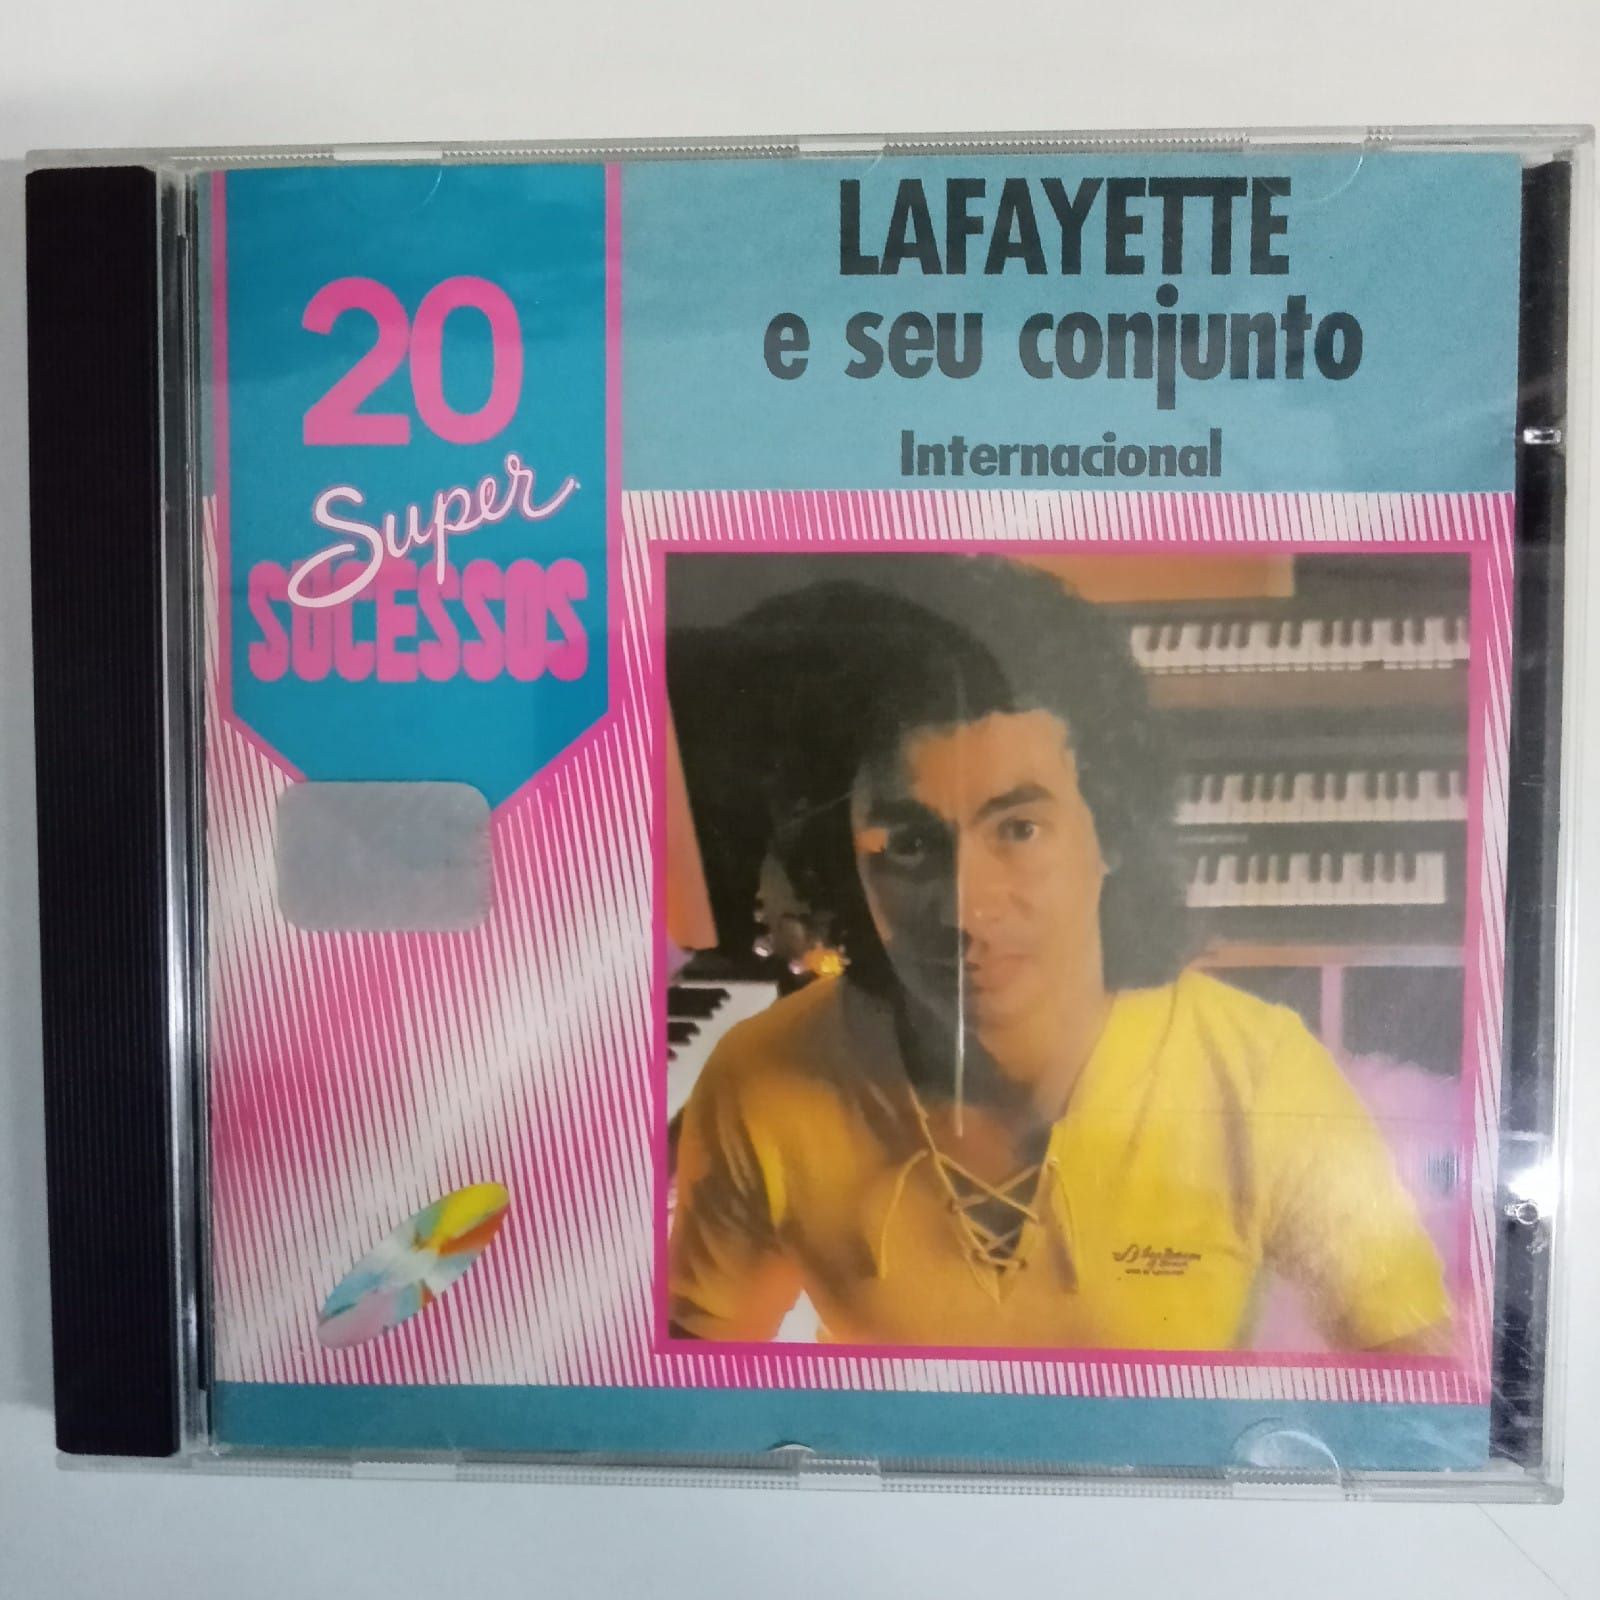 20
Super
SUCESSOS
LAFAYETTE
e seu conjunto
Internacional